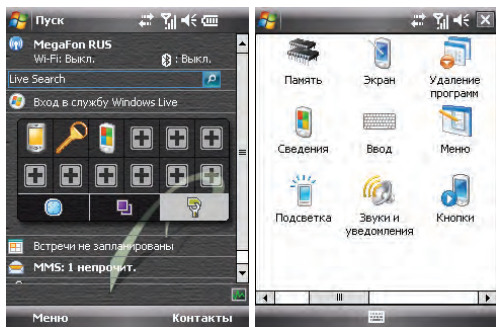 Пуск
MegaFon RUS
Wi-Fi: Выкл.
: Выкл.
Live Search
Вход в службу Windows Live
Встречи не запланированы
MMS: 1 непрочит.
Меню
Контакты
Память
Экран
Удаление
программ
Сведения
Ввод
Меню
Подсветка
Звуки и
уведомления
Кнопки